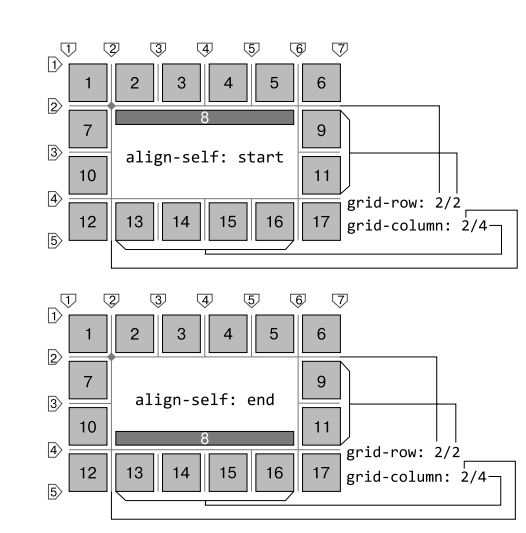 1 2 3 4 5 6 7
1
1 2 3 4 5 6
2
8
7 9
3
align-self: start
10 11
4
grid-row: 2/2
12 13 14 15 16 17
grid-column: 2/4
5
1 2 3 4 5 6 7
1
1 2 3 4 5 6
2
7 9
3
align-self: end
10 11
8
4
grid-row: 2/2
12 13 14 15 16 17
grid-column: 2/4
5